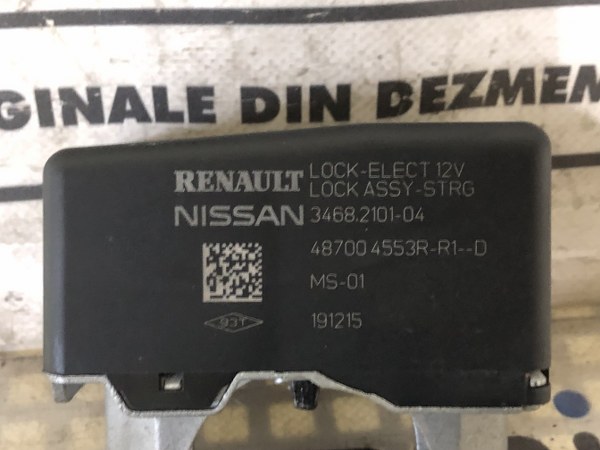 GINALE DIN DEZMEM
RENAULT LOCK-ELECT 12V
LOCK ASSY-STRG
NISSAN 3468.2101-04
48700 4553R-R1--D
MS-01
93T 191215